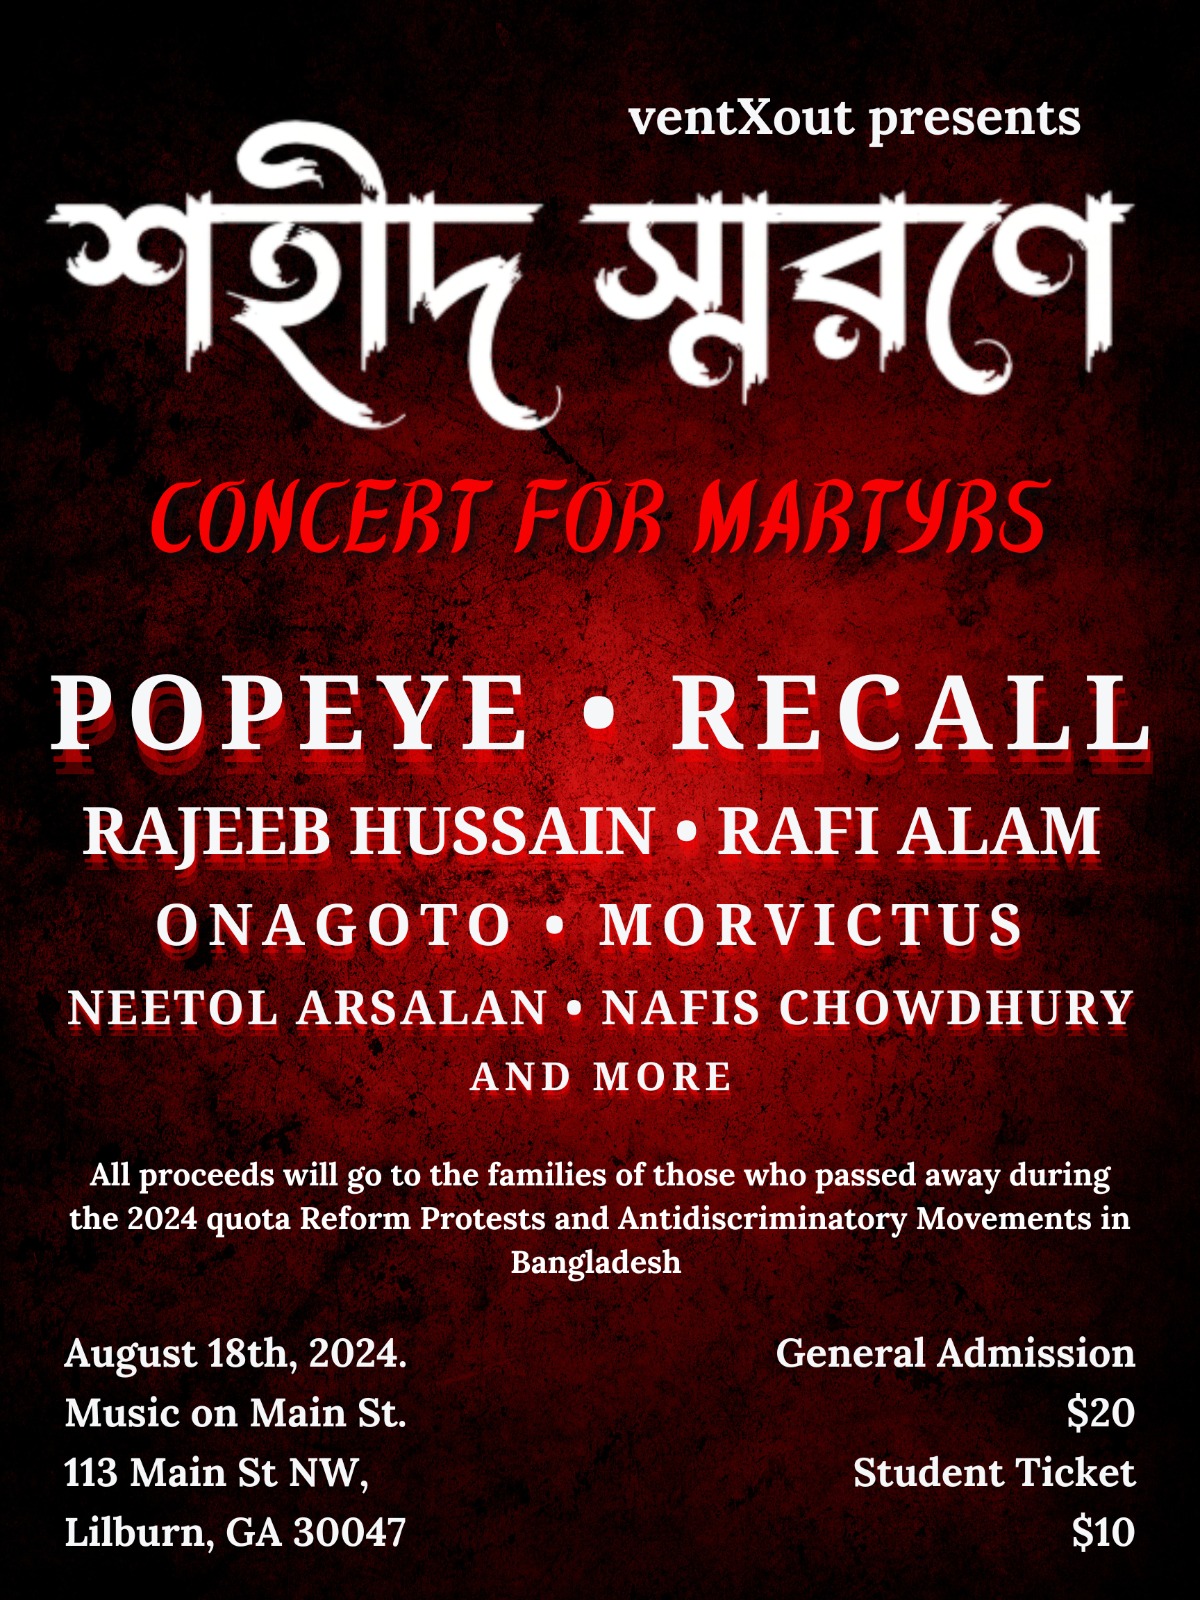 ventXout presents
শহীদ স্মরণে
CONCERT FOR MARTYRS
POPEYE • RECALL
RAJEEB HUSSAIN • RAFI ALAM
ONAGOTO • MORVICTUS
NEETOL ARSALAN • NAFIS CHOWDHURY
AND MORE
All proceeds will go to the families of those who passed away during
the 2024 quota Reform Protests and Antidiscriminatory Movements in
Bangladesh
August 18th, 2024.
Music on Main St.
113 Main St NW,
Lilburn, GA 30047
General Admission
$20
Student Ticket
$10